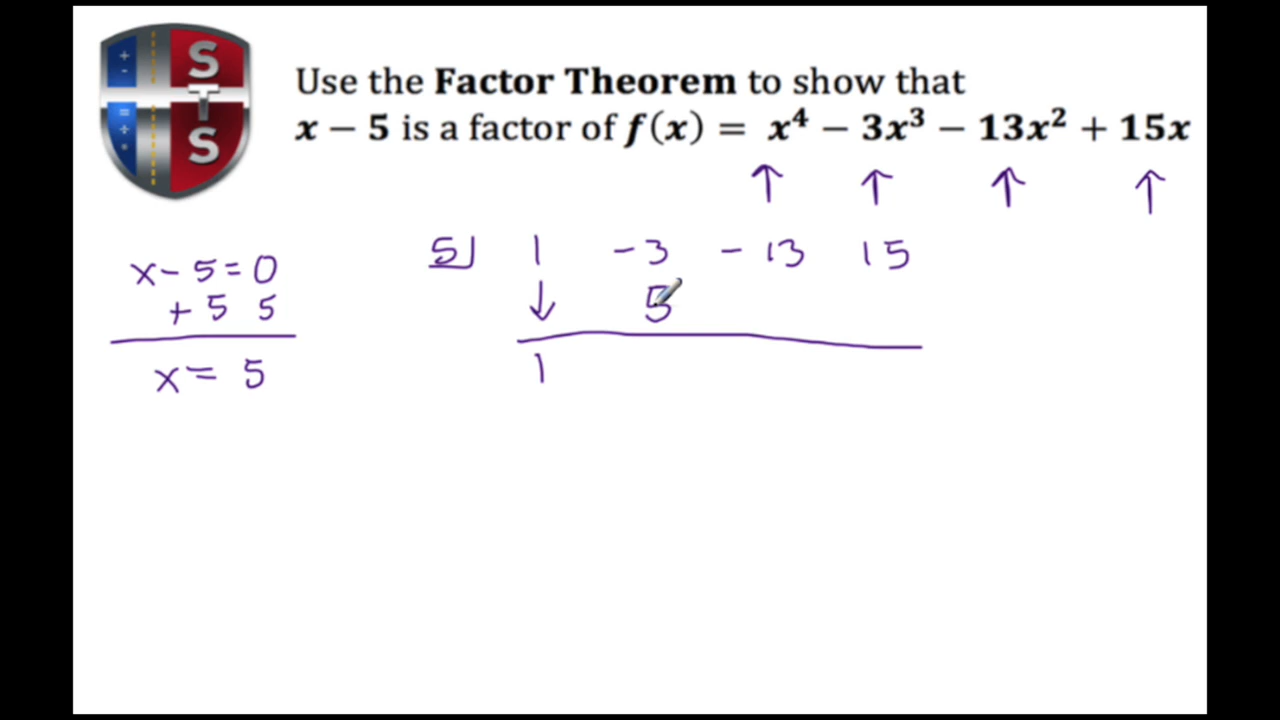 STS
+
-
=
÷
*
Use the Factor Theorem to show that
x − 5 is a factor of f(x) = x⁴ − 3x³ − 13x² + 15x
↑ ↑ ↑ ↑
5⌋ 1 -3 -13 15
↓ 5
1
x - 5 = 0
+ 5 5
x = 5